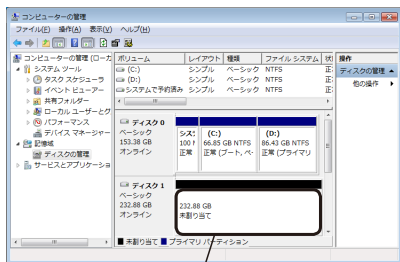 コンピューターの管理
ファイル(F) 操作(A) 表示(V) ヘルプ(H)
コンピューターの管理 (ローカ
システム ツール
タスク スケジューラ
イベント ビューアー
共有フォルダー
ローカル ユーザーとグ
パフォーマンス
デバイス マネージャー
記憶域
ディスクの管理
サービスとアプリケーショ
ボリューム レイアウト 種類 ファイル システム 状
(C:) シンプル ベーシック NTFS 正
(D:) シンプル ベーシック NTFS 正
システムで予約済み シンプル ベーシック NTFS 正
ディスク 0
ベーシック
153.38 GB
オンライン
シス
100 M
正常
(C:)
66.85 GB NTFS
正常 (ブート, ペ-
(D:)
86.43 GB NTFS
正常 (プライマリ
ディスク 1
ベーシック
232.88 GB
オンライン
232.88 GB
未割り当て
未割り当て プライマリ パーティション
操作
ディスクの管理
他の操作